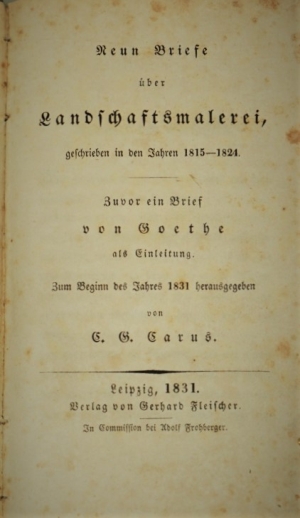 Neun Briefe
über
Landschaftsmalerei,
geschrieben in den Jahren 1815—1824.
Zuvor ein Brief
von Goethe
als Einleitung.
Zum Beginn des Jahres 1831 herausgegeben
von
C. G. Carus.
Leipzig, 1831.
Verlag von Gerhard Fleischer.
In Commission bei Adolf Frohberger.